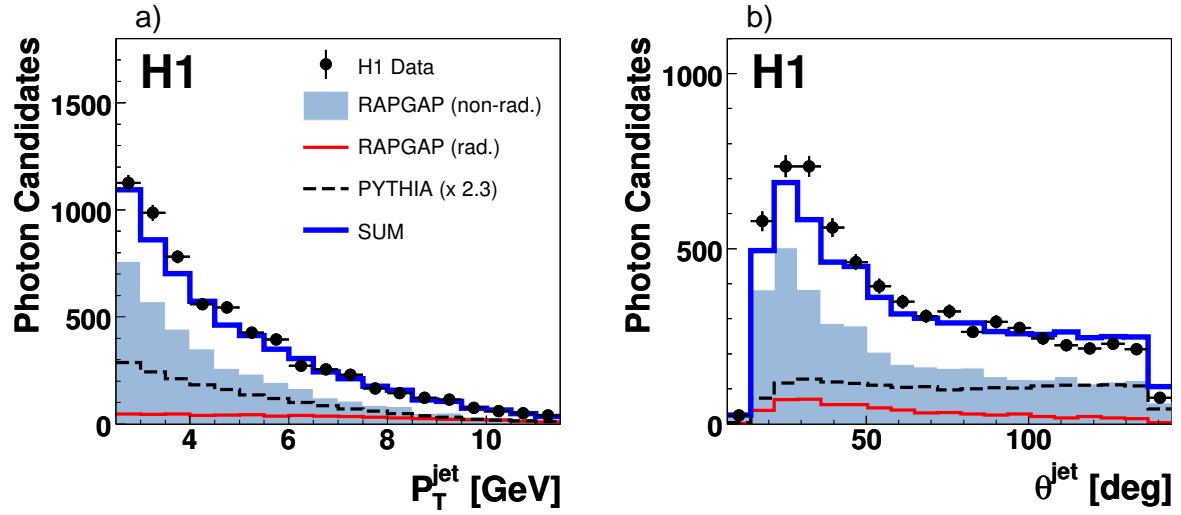 a)
H1
H1 Data
RAPGAP (non-rad.)
RAPGAP (rad.)
PYTHIA (x 2.3)
SUM
Photon Candidates
1500
1000
500
0
4
6
8
10
P_T^jet [GeV]
b)
H1
Photon Candidates
1000
500
0
50
100
θ^jet [deg]